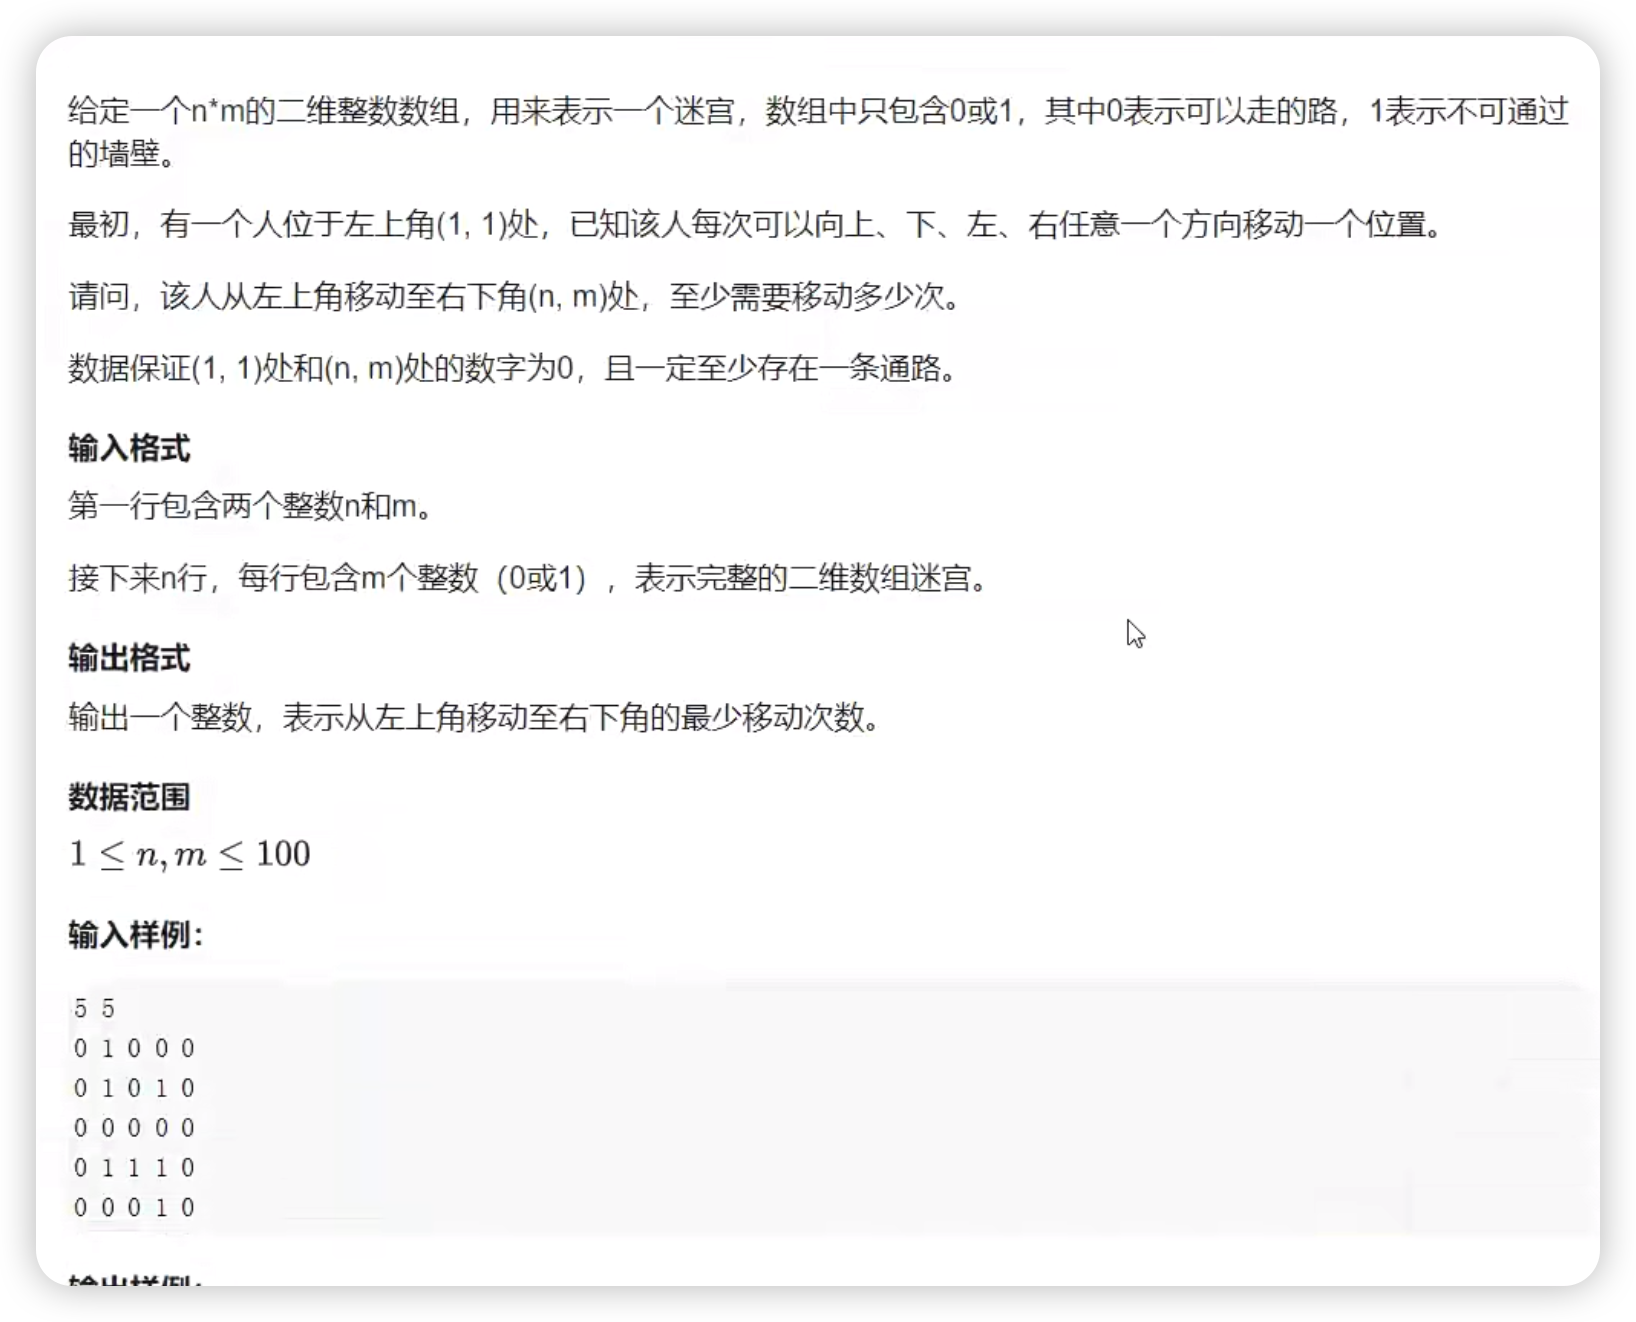 给定一个n*m的二维整数数组，用来表示一个迷宫，数组中只包含0或1，其中0表示可以走的路，1表示不可通过
的墙壁。
最初，有一个人位于左上角(1, 1)处，已知该人每次可以向上、下、左、右任意一个方向移动一个位置。
请问，该人从左上角移动至右下角(n, m)处，至少需要移动多少次。
数据保证(1, 1)处和(n, m)处的数字为0，且一定至少存在一条通路。
输入格式
第一行包含两个整数n和m。
接下来n行，每行包含m个整数（0或1），表示完整的二维数组迷宫。
输出格式
输出一个整数，表示从左上角移动至右下角的最少移动次数。
数据范围
1 ≤ n, m ≤ 100
输入样例：
5 5
0 1 0 0 0
0 1 0 1 0
0 0 0 0 0
0 1 1 1 0
0 0 0 1 0
输出样例：